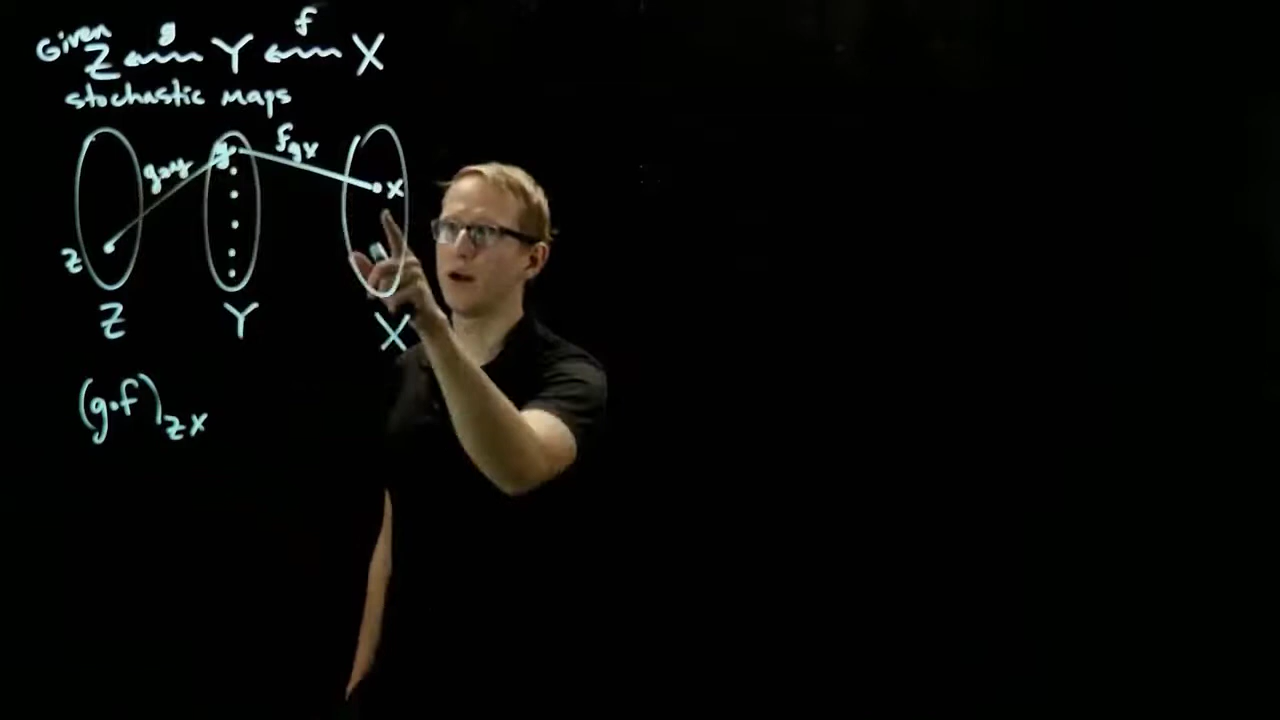 Given
Z g Y f X
stochastic maps
g_zy y f_yx x
z
Z Y X
(g∘f)_zx